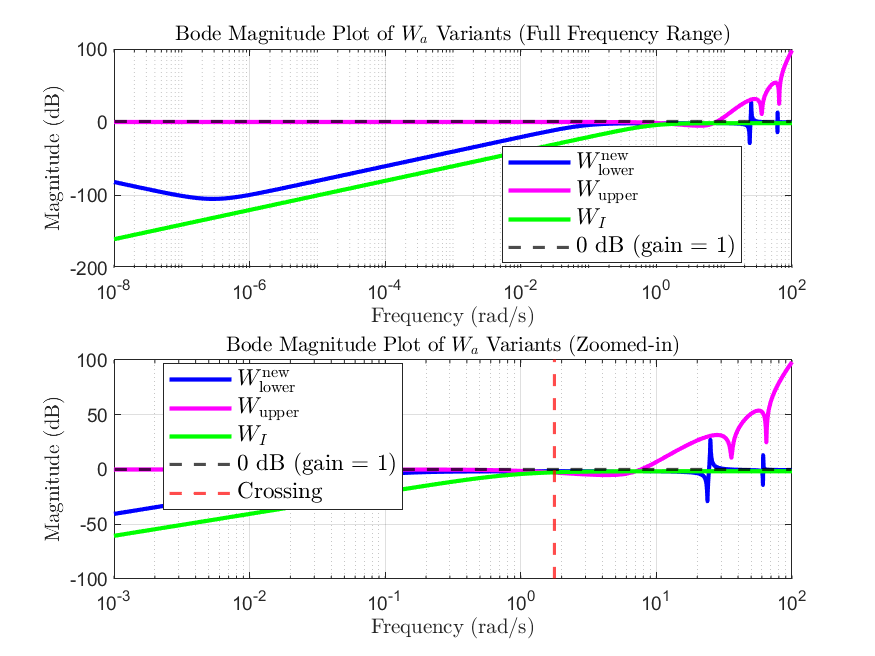 Bode Magnitude Plot of Wₐ Variants (Full Frequency Range)
Magnitude (dB)
100
0
-100
-200
W_lower^new
W_upper
W_I
0 dB (gain = 1)
10^-8
10^-6
10^-4
10^-2
10^0
10^2
Frequency (rad/s)
Bode Magnitude Plot of Wₐ Variants (Zoomed-in)
Magnitude (dB)
100
50
0
-50
-100
W_lower^new
W_upper
W_I
0 dB (gain = 1)
Crossing
10^-3
10^-2
10^-1
10^0
10^1
10^2
Frequency (rad/s)